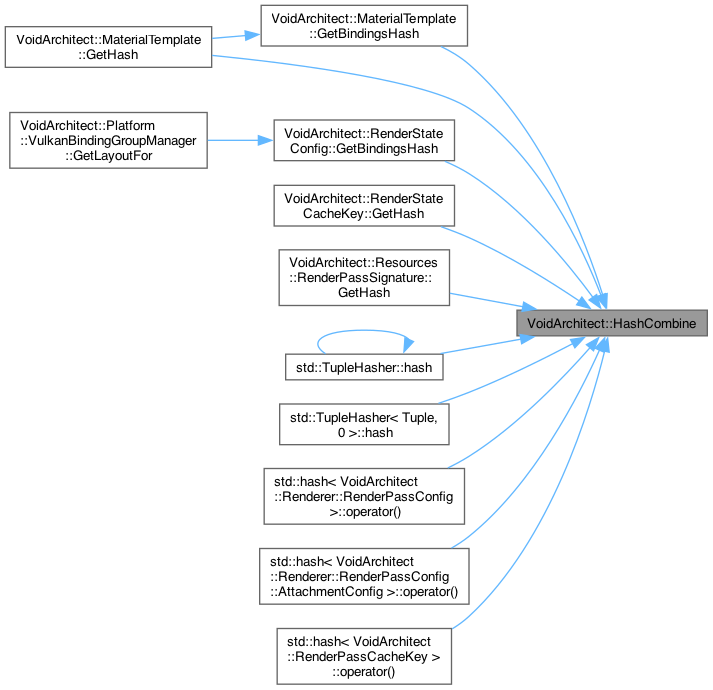 VoidArchitect::MaterialTemplate
::GetBindingsHash
VoidArchitect::MaterialTemplate
::GetHash
VoidArchitect::Platform
::VulkanBindingGroupManager
::GetLayoutFor
VoidArchitect::RenderState
Config::GetBindingsHash
VoidArchitect::RenderState
CacheKey::GetHash
VoidArchitect::Resources
::RenderPassSignature::
GetHash
VoidArchitect::HashCombine
std::TupleHasher::hash
std::TupleHasher< Tuple,
0 >::hash
std::hash< VoidArchitect
::Renderer::RenderPassConfig
>::operator()
std::hash< VoidArchitect
::Renderer::RenderPassConfig
::AttachmentConfig >::operator()
std::hash< VoidArchitect
::RenderPassCacheKey >
::operator()